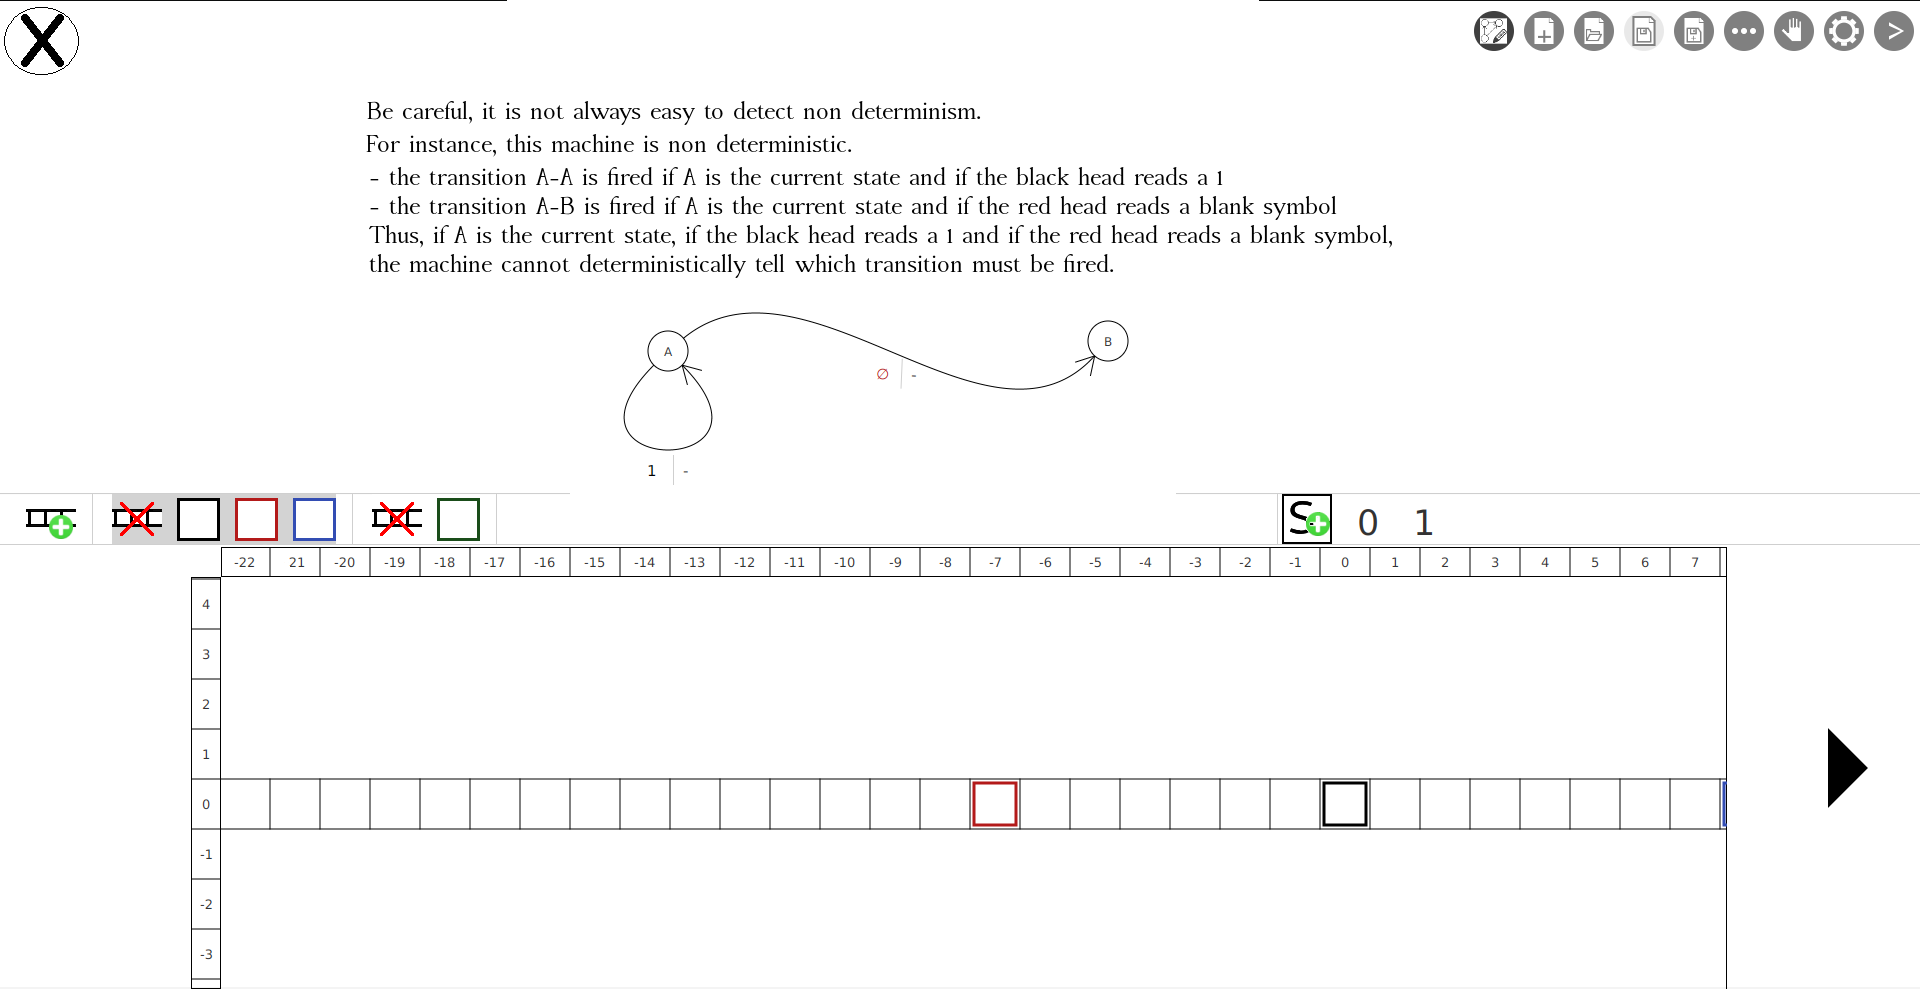 Be careful, it is not always easy to detect non determinism.
For instance, this machine is non deterministic.
- the transition A-A is fired if A is the current state and if the black head reads a 1
- the transition A-B is fired if A is the current state and if the red head reads a blank symbol
Thus, if A is the current state, if the black head reads a 1 and if the red head reads a blank symbol,
the machine cannot deterministically tell which transition must be fired.
A
B
∅ -
1 -
S 0 1
-22 21 -20 -19 -18 -17 -16 -15 -14 -13 -12 -11 -10 -9 -8 -7 -6 -5 -4 -3 -2 -1 0 1 2 3 4 5 6 7
4
3
2
1
0
-1
-2
-3